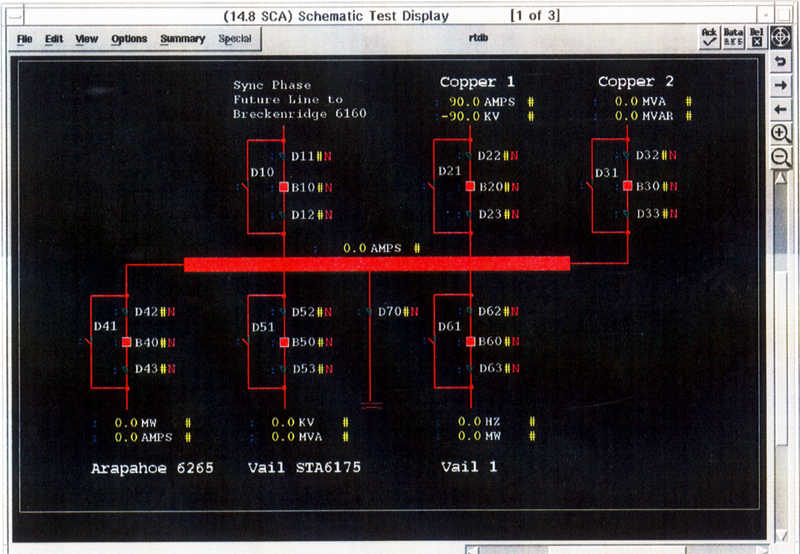 (14.8 SCA) Schematic Test Display [1 of 3]
File Edit View Options Summary Special rtdb Ack Data Del
Sync Phase
Future Line to
Breckenridge 6160
Copper 1
90.0 AMPS #
-90.0 KV #
Copper 2
0.0 MVA #
0.0 MVAR #
D11#N D22#N D32#N
D10 D21 D31
B10#N B20#N B30#N
D12#N D23#N D33#N
0.0 AMPS #
D42#N D52#N D70#N D62#N
D41 D51 D61
B40#N B50#N B60#N
D43#N D53#N D63#N
0.0 MW # 0.0 KV # 0.0 HZ #
0.0 AMPS # 0.0 MVA # 0.0 MW #
Arapahoe 6265 Vail STA6175 Vail 1